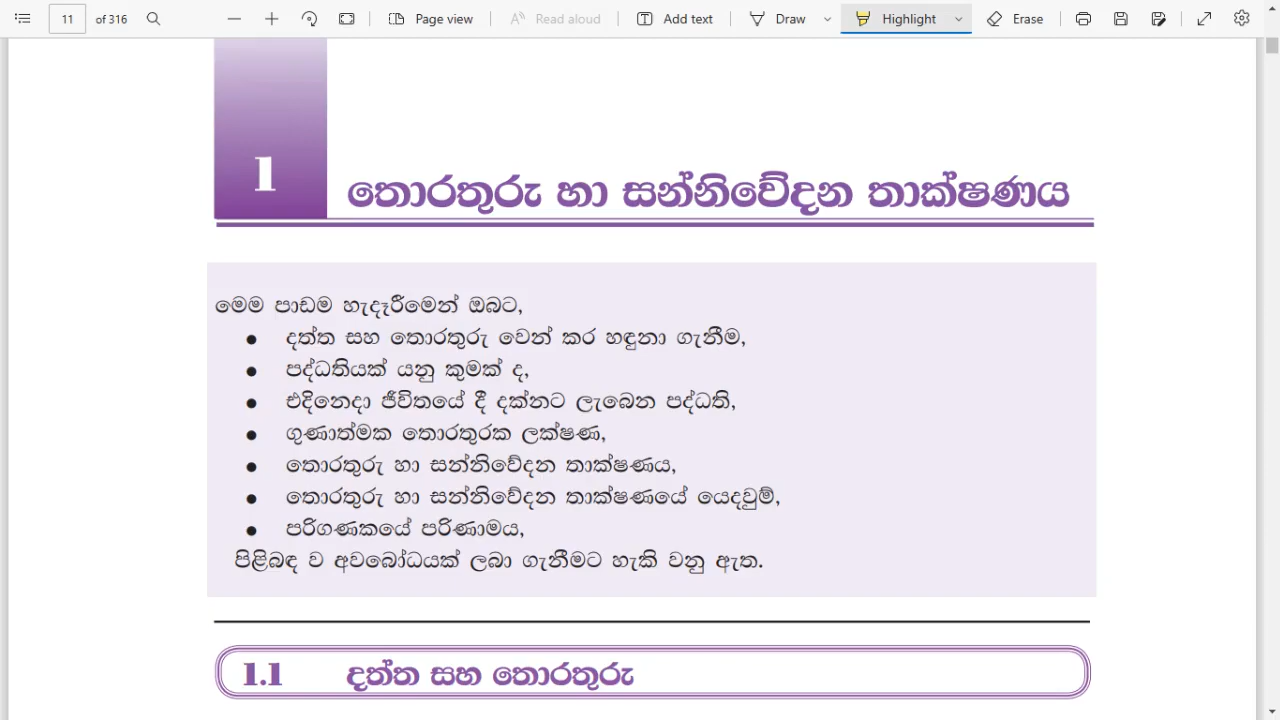 11 of 316 Page view Read aloud Add text Draw Highlight Erase
1
තොරතුරු හා සන්නිවේදන තාක්ෂණය
මෙම පාඩම හැදෑරීමෙන් ඔබට,
● දත්ත සහ තොරතුරු වෙන් කර හඳුනා ගැනීම,
● පද්ධතියක් යනු කුමක් ද,
● එදිනෙදා ජීවිතයේ දී දක්නට ලැබෙන පද්ධති,
● ගුණාත්මක තොරතුරක ලක්ෂණ,
● තොරතුරු හා සන්නිවේදන තාක්ෂණය,
● තොරතුරු හා සන්නිවේදන තාක්ෂණයේ යෙදවුම්,
● පරිගණකයේ පරිණාමය,
පිළිබඳ ව අවබෝධයක් ලබා ගැනීමට හැකි වනු ඇත.
1.1 දත්ත සහ තොරතුරු